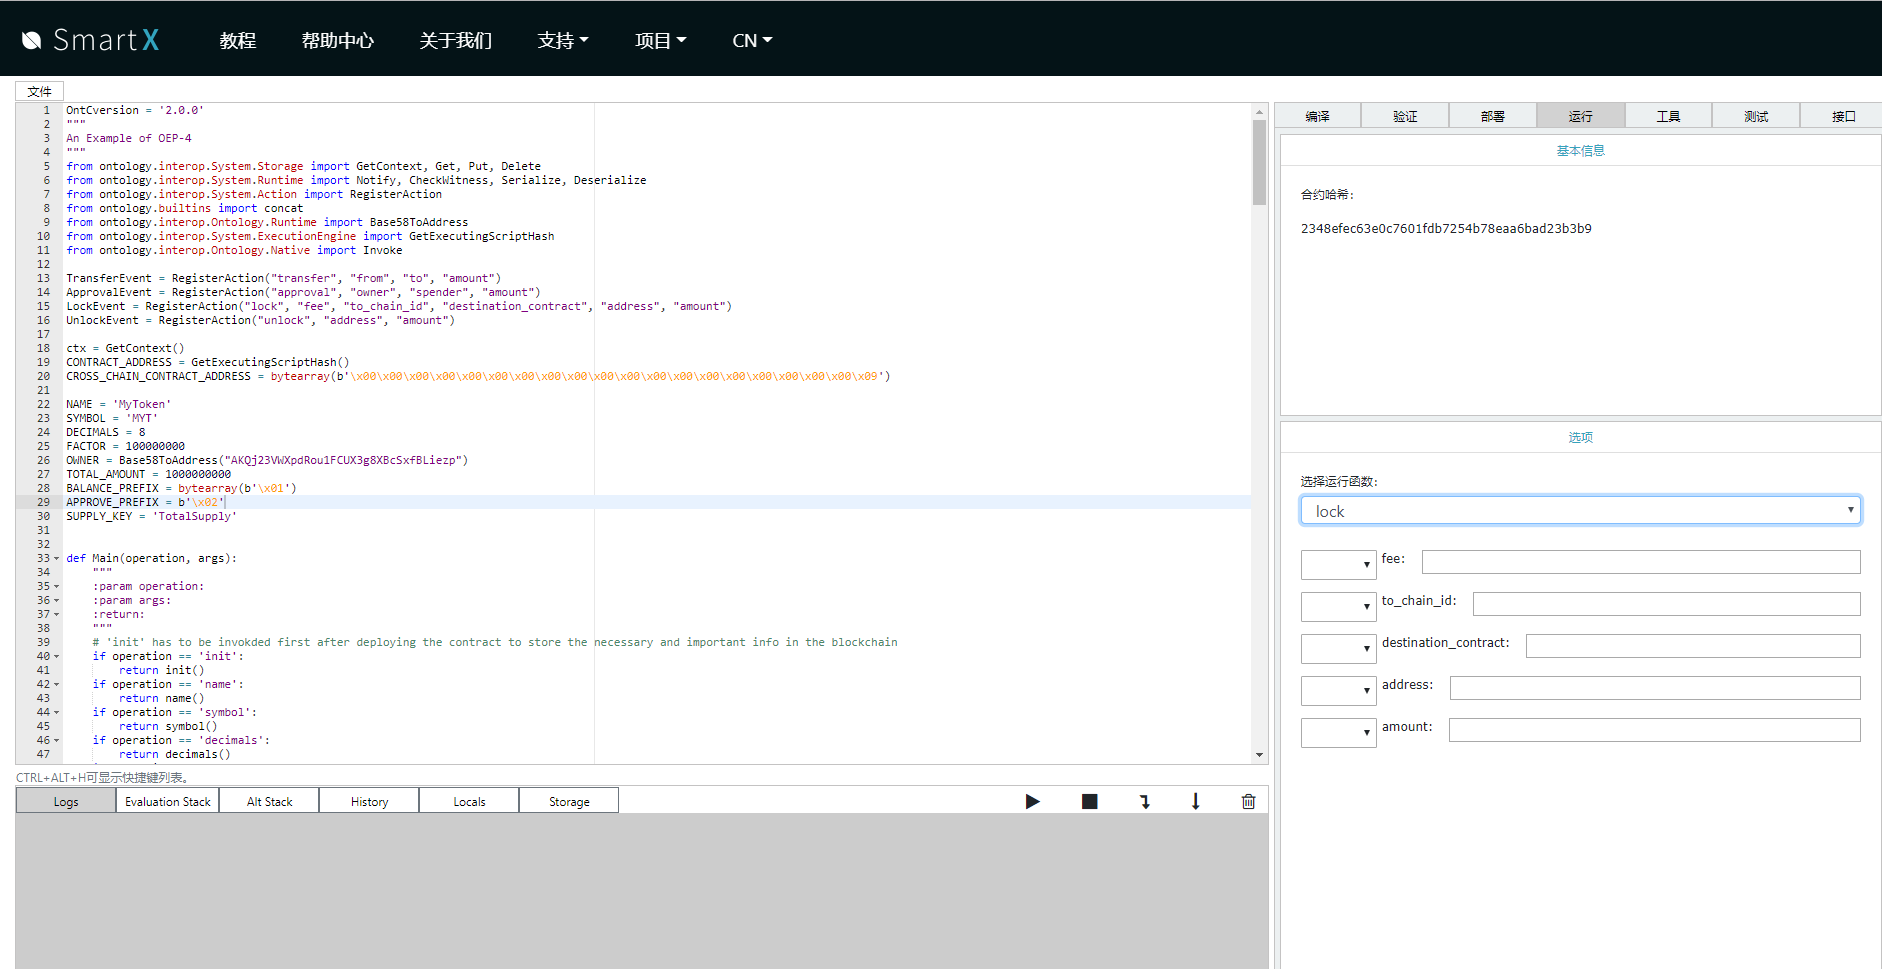 SmartX 教程 帮助中心 关于我们 支持 项目 CN
文件
1 OntCversion = '2.0.0'
2 """
3 An Example of OEP-4
4 """
5 from ontology.interop.System.Storage import GetContext, Get, Put, Delete
6 from ontology.interop.System.Runtime import Notify, CheckWitness, Serialize, Deserialize
7 from ontology.interop.System.Action import RegisterAction
8 from ontology.builtins import concat
9 from ontology.interop.Ontology.Runtime import Base58ToAddress
10 from ontology.interop.System.ExecutionEngine import GetExecutingScriptHash
11 from ontology.interop.Ontology.Native import Invoke
12
13 TransferEvent = RegisterAction("transfer", "from", "to", "amount")
14 ApprovalEvent = RegisterAction("approval", "owner", "spender", "amount")
15 LockEvent = RegisterAction("lock", "fee", "to_chain_id", "destination_contract", "address", "amount")
16 UnlockEvent = RegisterAction("unlock", "address", "amount")
17
18 ctx = GetContext()
19 CONTRACT_ADDRESS = GetExecutingScriptHash()
20 CROSS_CHAIN_CONTRACT_ADDRESS = bytearray(b'\x00\x00\x00\x00\x00\x00\x00\x00\x00\x00\x00\x00\x00\x00\x00\x00\x00\x00\x00\x09')
21
22 NAME = 'MyToken'
23 SYMBOL = 'MYT'
24 DECIMALS = 8
25 FACTOR = 100000000
26 OWNER = Base58ToAddress("AKQj23VWXpdRou1FCUX3g8XBcSxfBLiezp")
27 TOTAL_AMOUNT = 1000000000
28 BALANCE_PREFIX = bytearray(b'\x01')
29 APPROVE_PREFIX = b'\x02'
30 SUPPLY_KEY = 'TotalSupply'
31
32
33 def Main(operation, args):
34 """
35 :param operation:
36 :param args:
37 :return:
38 """
39 # 'init' has to be invokded first after deploying the contract to store the necessary and important info in the blockchain
40 if operation == 'init':
41 return init()
42 if operation == 'name':
43 return name()
44 if operation == 'symbol':
45 return symbol()
46 if operation == 'decimals':
47 return decimals()
CTRL+ALT+H可显示快捷键列表。
Logs Evaluation Stack Alt Stack History Locals Storage
编译 验证 部署 运行 工具 测试 接口
基本信息
合约哈希:
2348efec63e0c7601fdb7254b78eaa6bad23b3b9
选项
选择运行函数:
lock
fee:
to_chain_id:
destination_contract:
address:
amount: